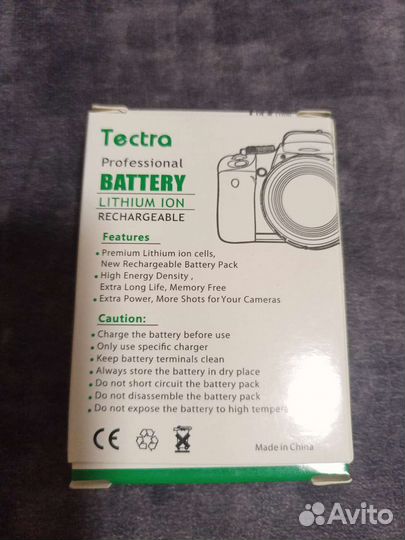 Tectra
Professional
BATTERY
LITHIUM ION
RECHARGEABLE
Features
• Premium Lithium ion cells,
New Rechargeable Battery Pack
• High Energy Density ,
Extra Long Life, Memory Free
• Extra Power, More Shots for Your Cameras
Caution:
• Charge the battery before use
• Only use specific charger
• Keep battery terminals clean
• Always store the battery in dry place
• Do not short circuit the battery pack
• Do not disassemble the battery pack
• Do not expose the battery to high
CE
Made in China
Avito